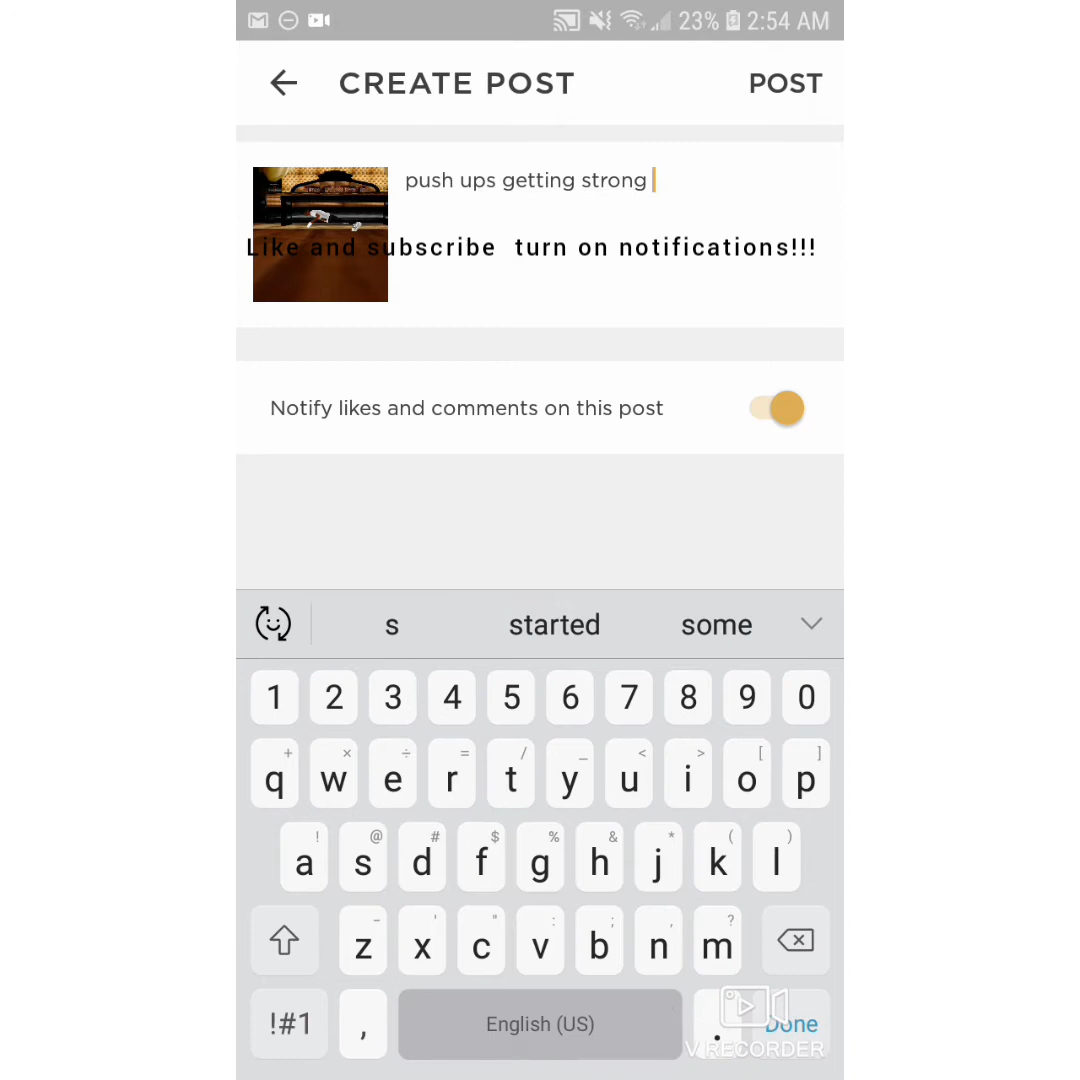 23% 2:54 AM
CREATE POST POST
push ups getting strong
Like and subscribe turn on notifications!!!
Notify likes and comments on this post
s started some
1 2 3 4 5 6 7 8 9 0
+ × ÷ = / _ < > [ ]
q w e r t y u i o p
! @ # $ % & * ( )
a s d f g h j k l
- ' " : ; , ?
z x c v b n m
!#1 , English (US) . Done
V RECORDER